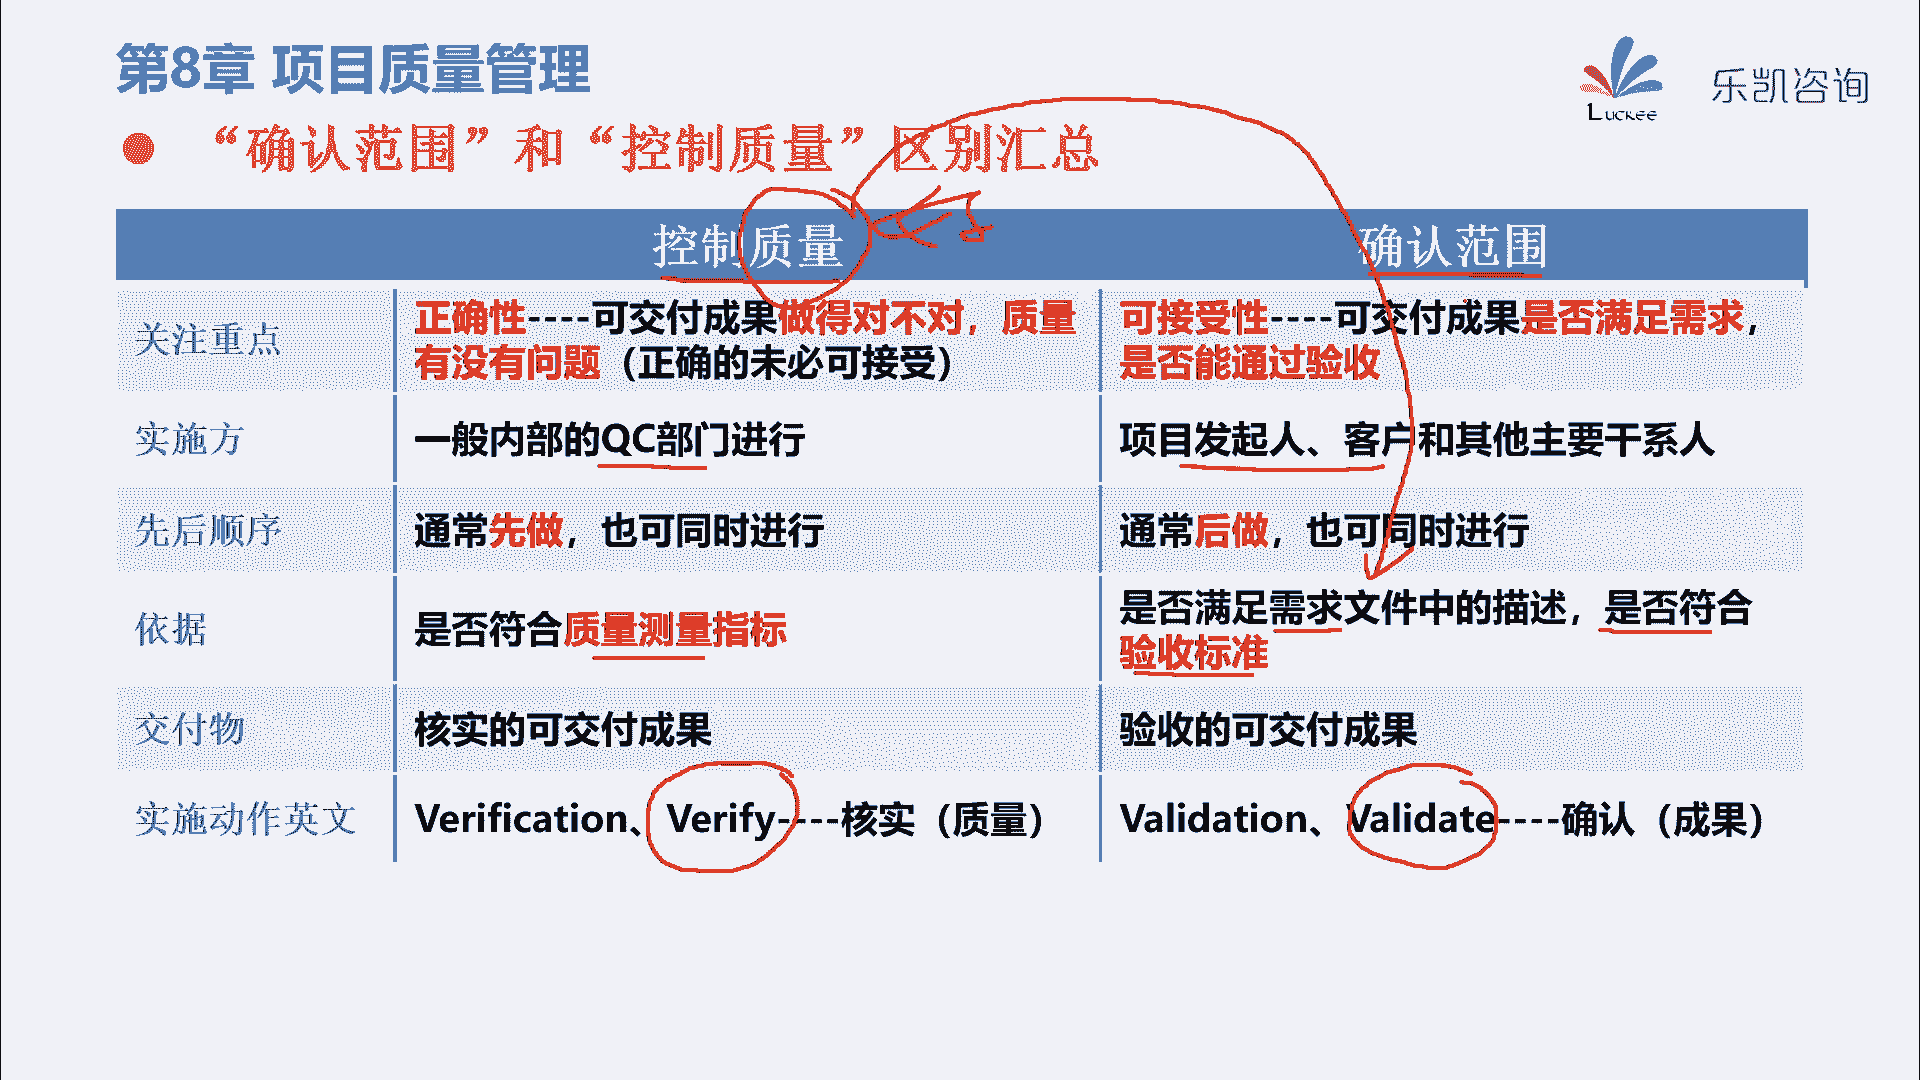 第8章 项目质量管理
Luckee 乐凯咨询
“确认范围”和“控制质量”区别汇总
控制质量 确认范围
关注重点
正确性----可交付成果做得对不对，质量
有没有问题（正确的未必可接受）
可接受性----可交付成果是否满足需求，
是否能通过验收
实施方
一般内部的QC部门进行
项目发起人、客户和其他主要干系人
先后顺序
通常先做，也可同时进行
通常后做，也可同时进行
依据
是否符合质量测量指标
是否满足需求文件中的描述，是否符合
验收标准
交付物
核实的可交付成果
验收的可交付成果
实施动作英文
Verification、Verify----核实（质量）
Validation、Validate----确认（成果）